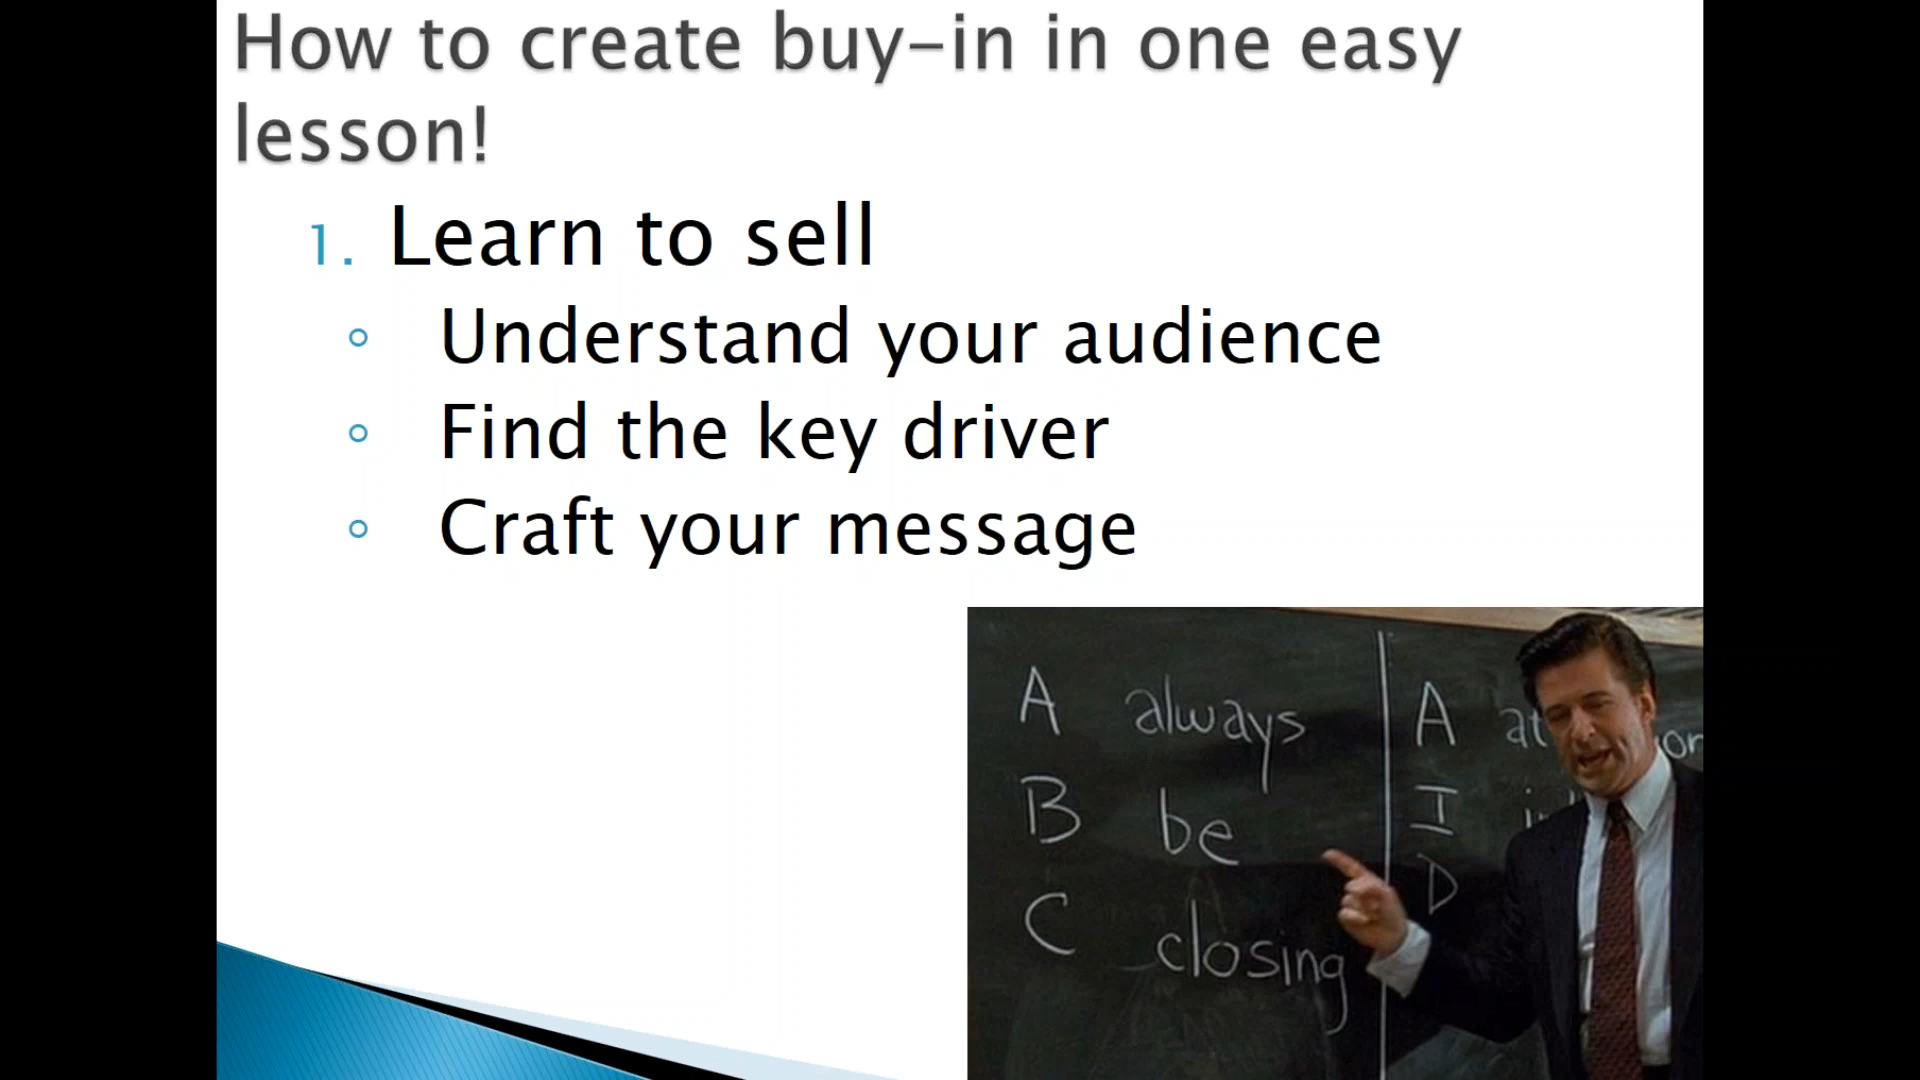 How to create buy-in in one easy
lesson!
1. Learn to sell
Understand your audience
Find the key driver
Craft your message
A always
B be
C closing
A
I
D